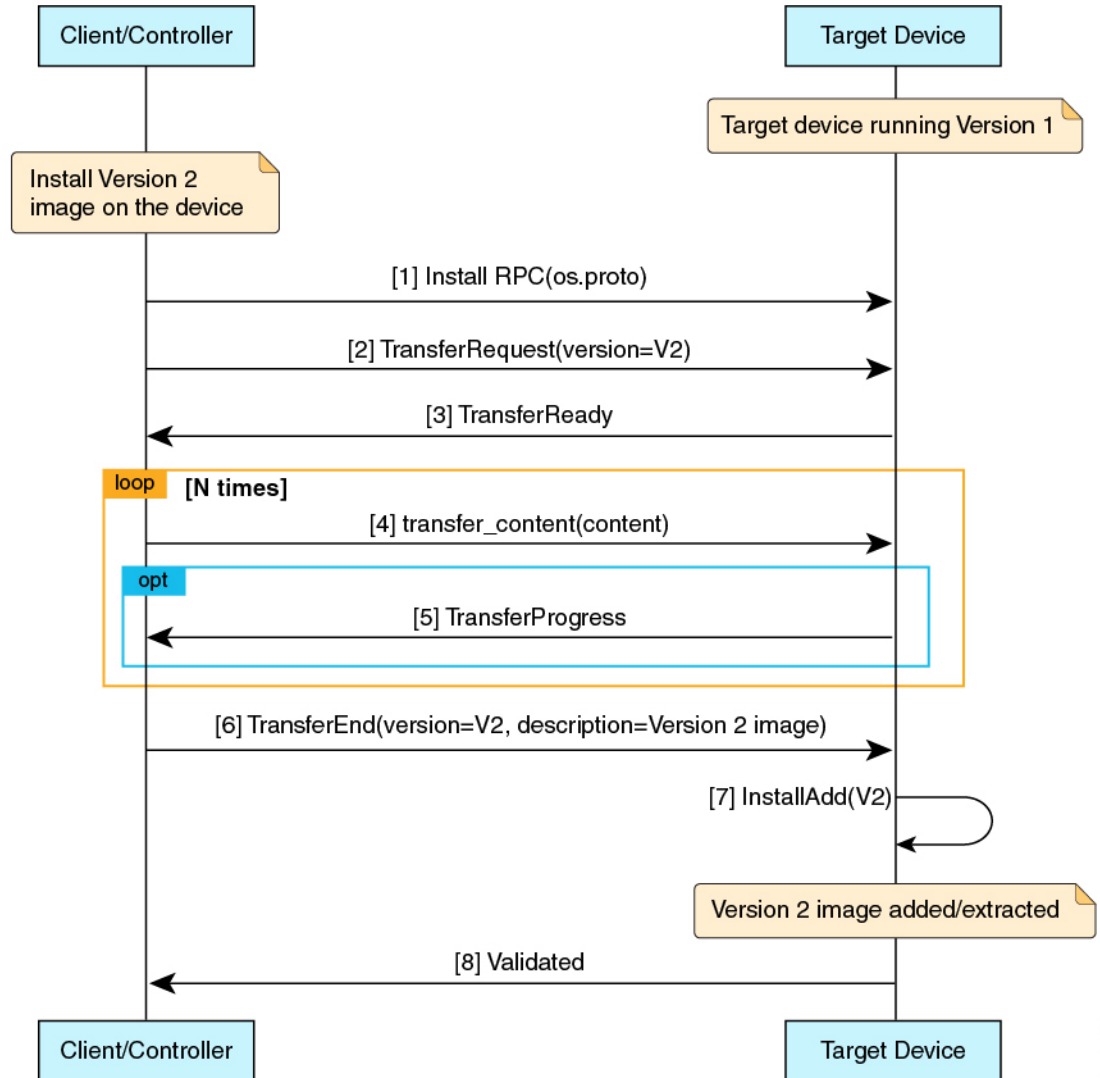 Client/Controller
Target Device
Target device running Version 1
Install Version 2
image on the device
[1] Install RPC(os.proto)
[2] TransferRequest(version=V2)
[3] TransferReady
loop
[N times]
[4] transfer_content(content)
opt
[5] TransferProgress
[6] TransferEnd(version=V2, description=Version 2 image)
[7] InstallAdd(V2)
Version 2 image added/extracted
[8] Validated
Client/Controller
Target Device